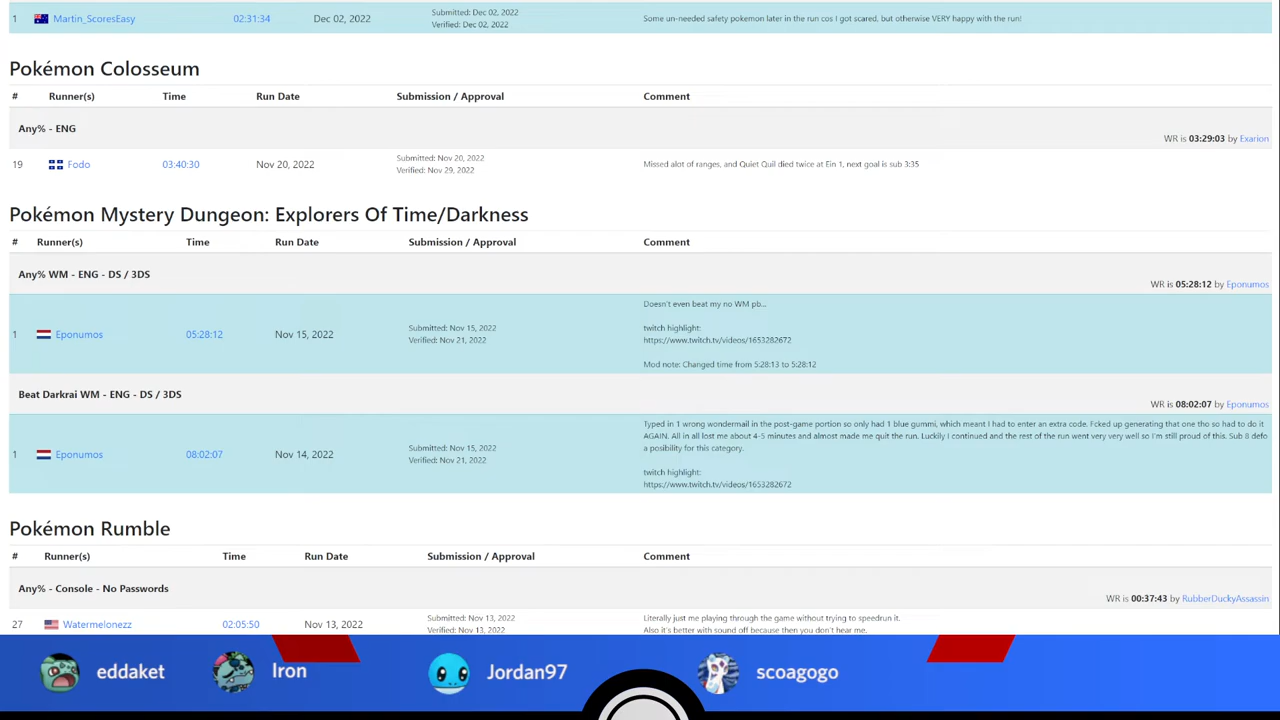 1 Martin_ScoresEasy 02:31:34 Dec 02, 2022 Submitted: Dec 02, 2022 Some un-needed safety pokemon later in the run cos I got scared, but otherwise VERY happy with the run!
Verified: Dec 02, 2022
Pokémon Colosseum
# Runner(s) Time Run Date Submission / Approval Comment
Any% - ENG
WR is 03:29:03 by Exarion
19 Fodo 03:40:30 Nov 20, 2022 Submitted: Nov 20, 2022 Missed alot of ranges, and Quiet Quil died twice at Ein 1, next goal is sub 3:35
Verified: Nov 29, 2022
Pokémon Mystery Dungeon: Explorers Of Time/Darkness
# Runner(s) Time Run Date Submission / Approval Comment
Any% WM - ENG - DS / 3DS
WR is 05:28:12 by Eponumos
Doesn't even beat my no WM pb...
1 Eponumos 05:28:12 Nov 15, 2022 Submitted: Nov 15, 2022 twitch highlight:
Verified: Nov 21, 2022 https://www.twitch.tv/videos/1653282672
Mod note: Changed time from 5:28:13 to 5:28:12
Beat Darkrai WM - ENG - DS / 3DS
WR is 08:02:07 by Eponumos
Typed in 1 wrong wondermail in the post-game portion so only had 1 blue gummi, which meant I had to enter an extra code. Fcked up generating that one tho so had to do it
AGAIN. All in all lost me about 4-5 minutes and almost made me quit the run. Luckily I continued and the rest of the run went very very well so I'm still proud of this. Sub 8 defo
a posibility for this category.
1 Eponumos 08:02:07 Nov 14, 2022 Submitted: Nov 15, 2022
Verified: Nov 21, 2022
twitch highlight:
https://www.twitch.tv/videos/1653282672
Pokémon Rumble
# Runner(s) Time Run Date Submission / Approval Comment
Any% - Console - No Passwords
WR is 00:37:43 by RubberDuckyAssassin
27 Watermelonezz 02:05:50 Nov 13, 2022 Submitted: Nov 13, 2022 Literally just me playing through the game without trying to speedrun it.
Verified: Nov 13, 2022 Also it's better with sound off because then you don't hear me.
eddaket Iron Jordan97 scoagogo